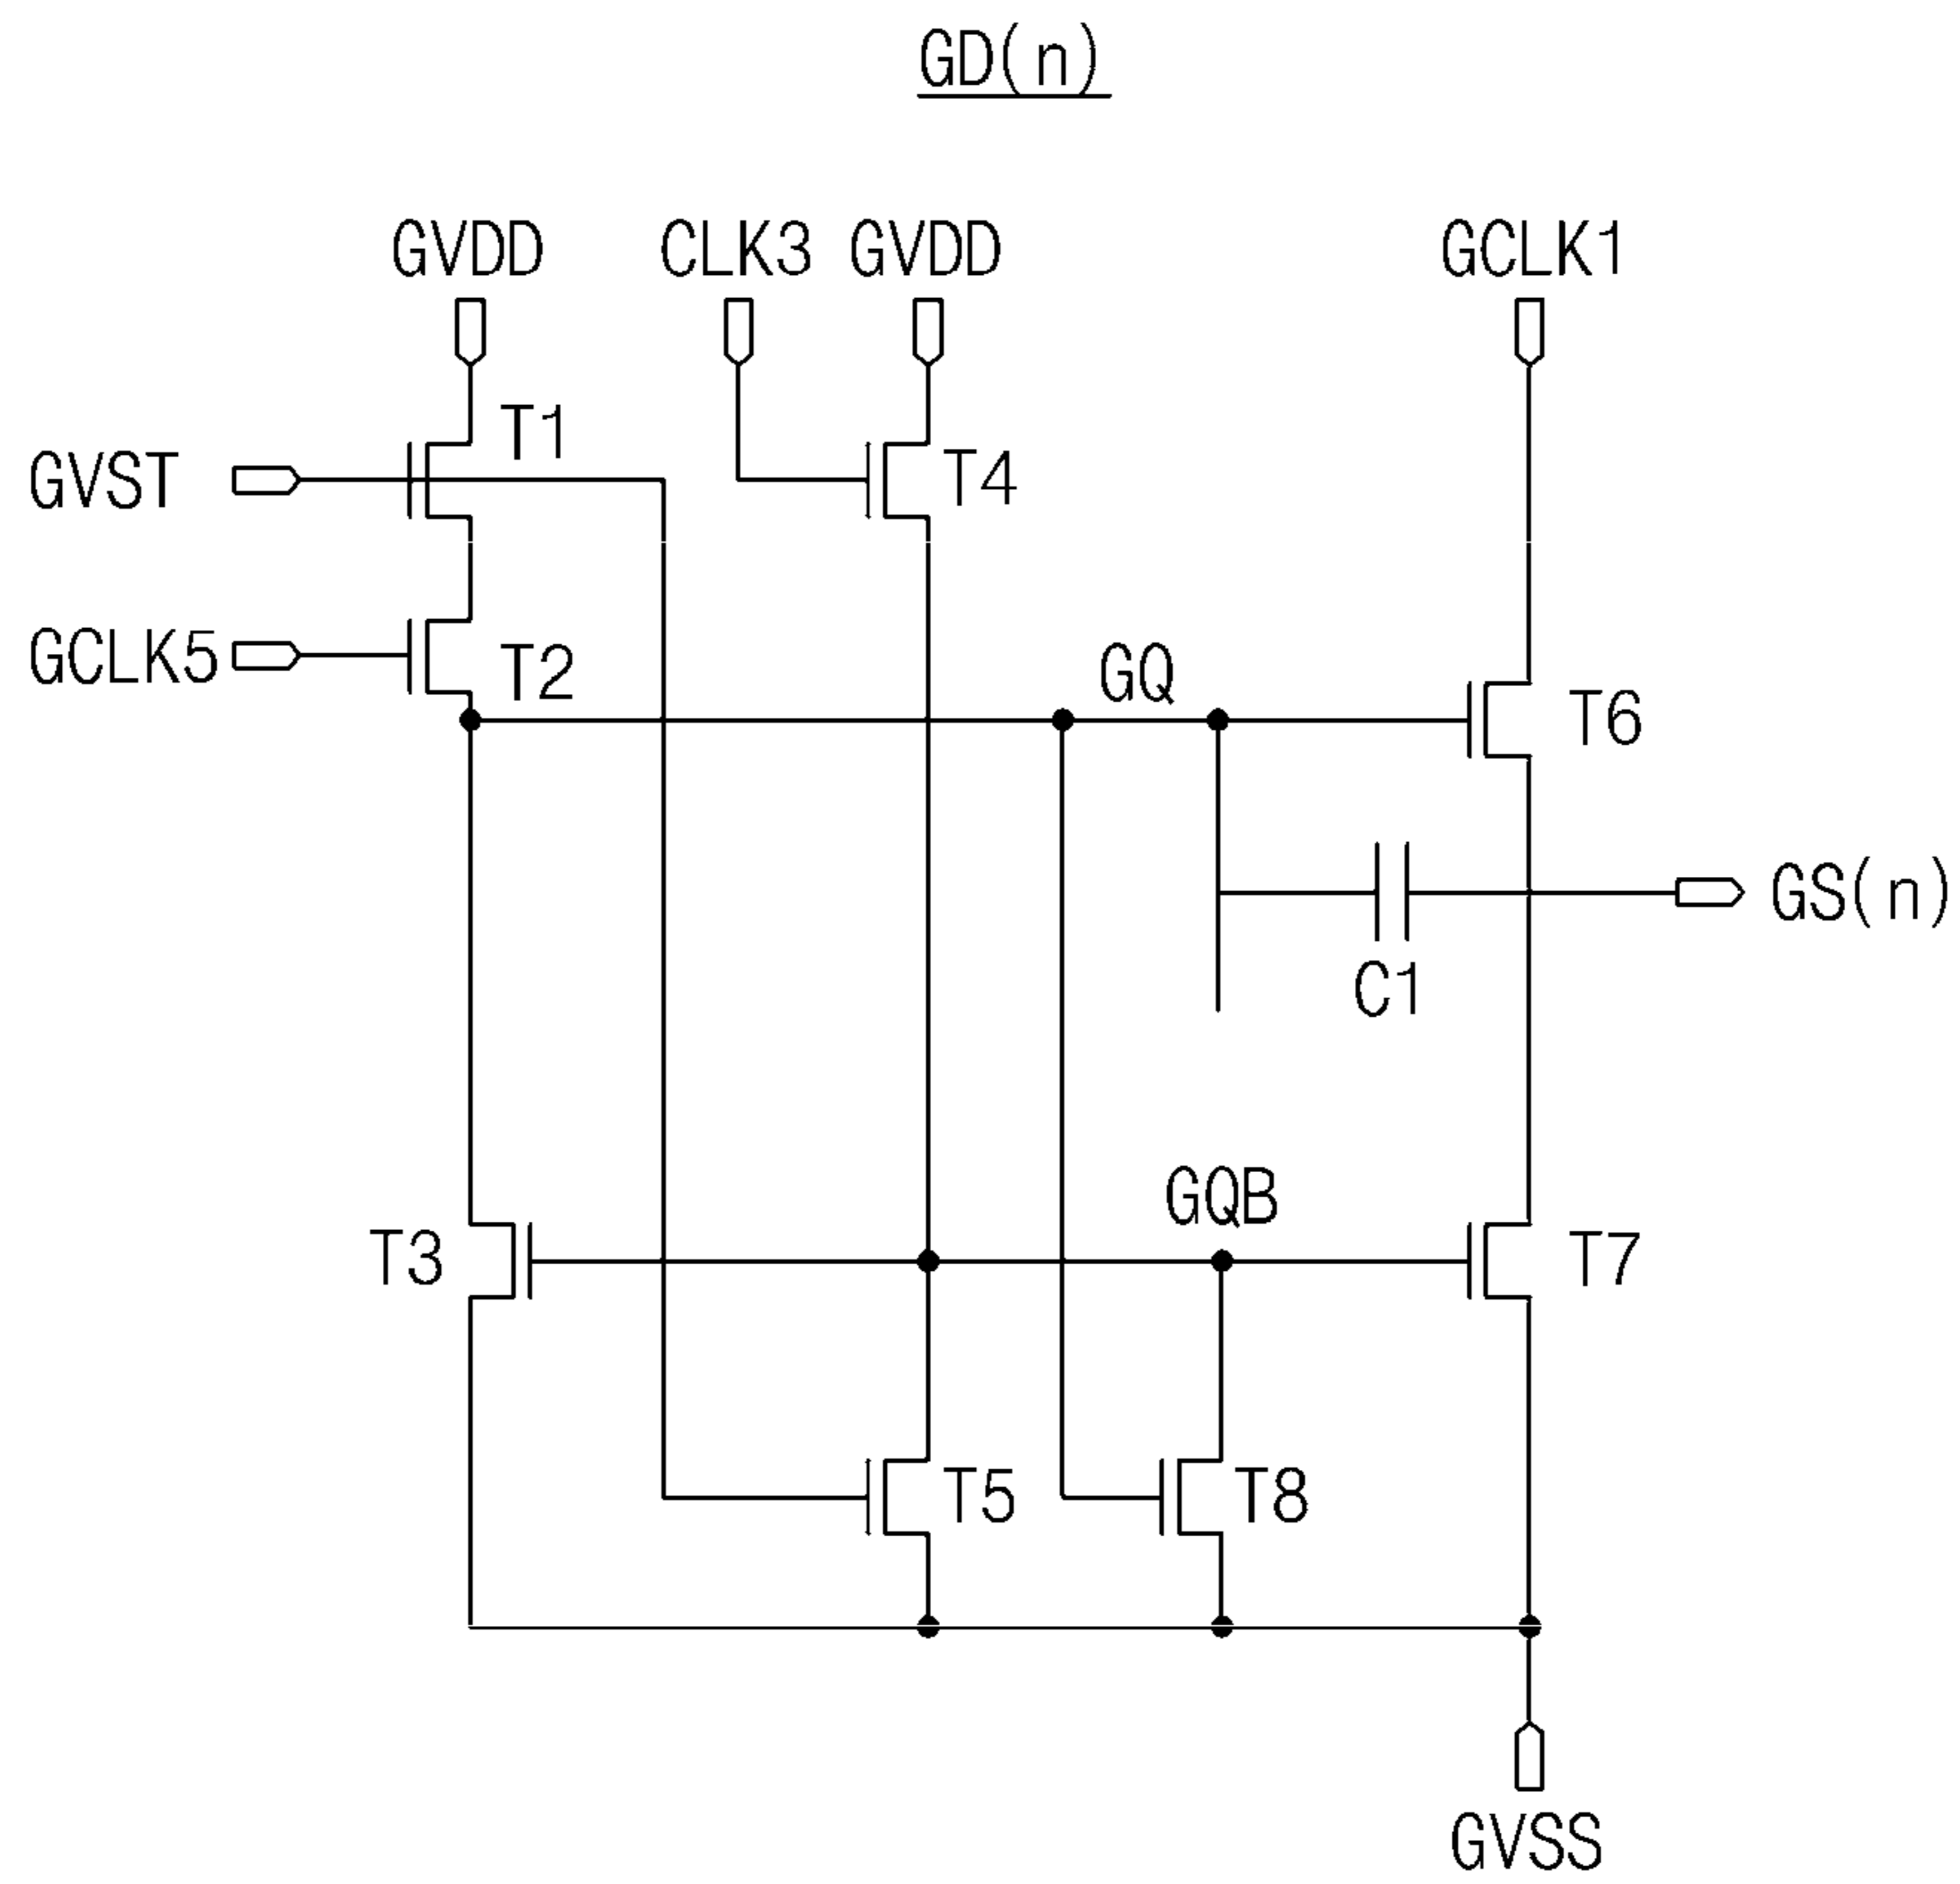 GD(n)
GVDD
CLK3
GVDD
GCLK1
T1
GVST
T4
GCLK5
T2
GQ
T6
GS(n)
C1
GQB
T3
T7
T5
T8
GVSS